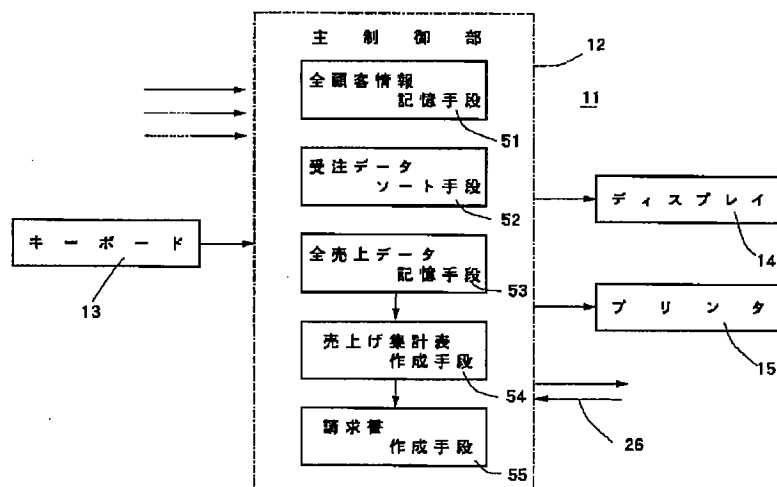 主制御部
12
11
全顧客情報
記憶手段
51
受注データ
ソート手段
52
ディスプレイ
14
キーボード
13
全売上データ
記憶手段
53
プリンタ
15
売上げ集計表
作成手段
54
26
請求書
作成手段
55